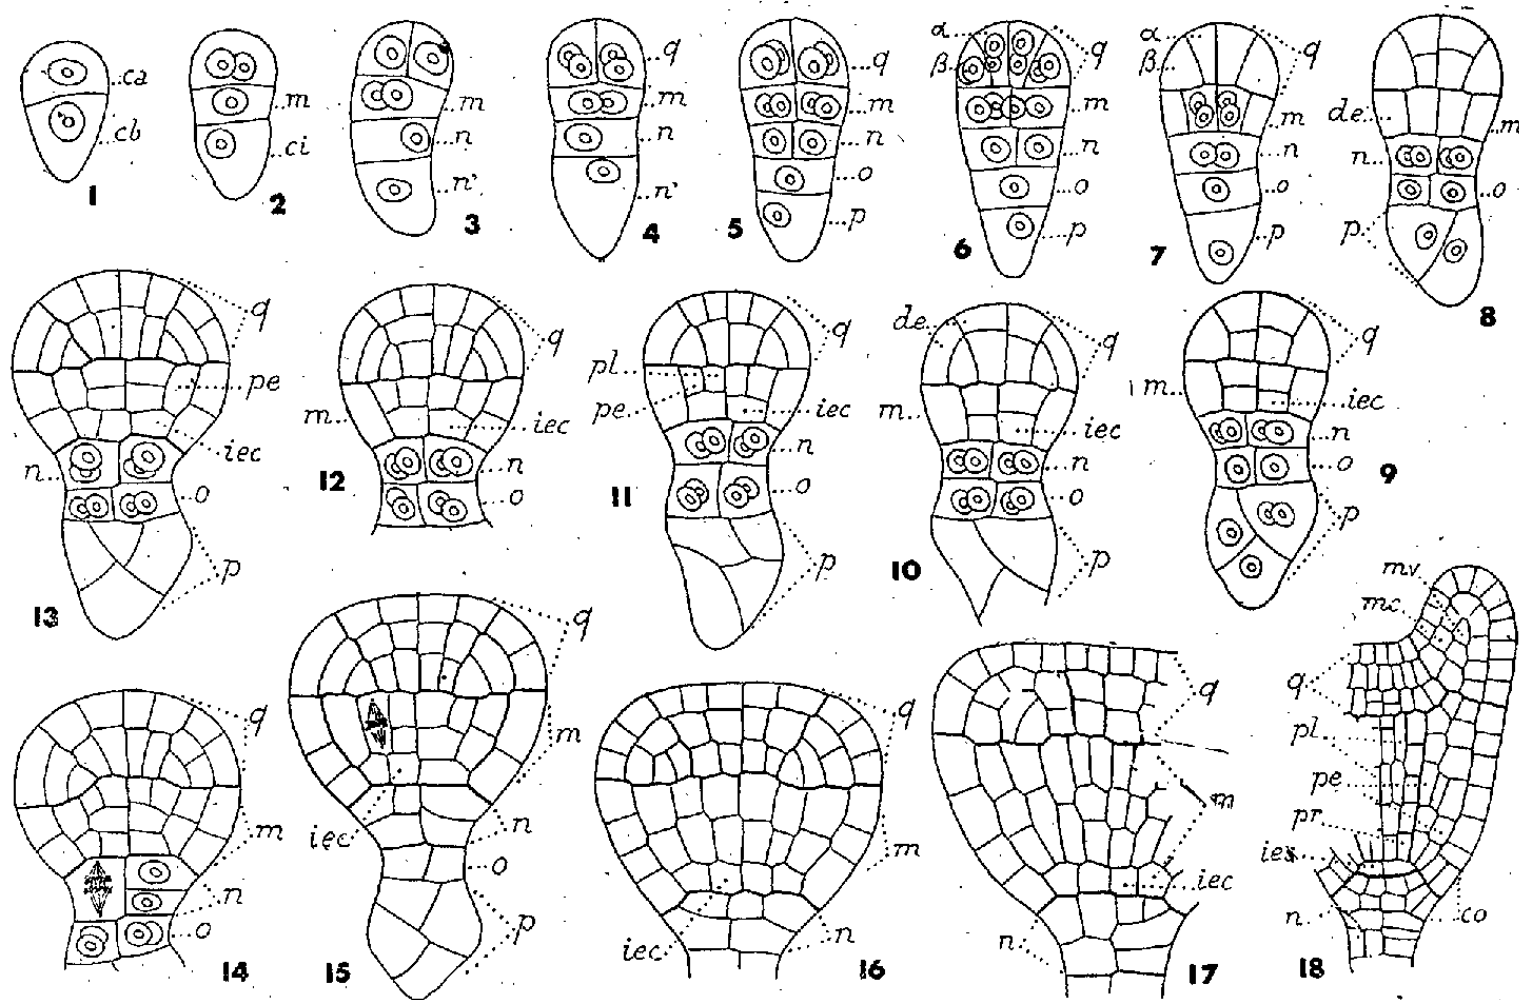 ca
cb
1
m
ci
2
m
n
n'
3
q
m
n
n'
4
q
m
n
o
p
5
α
β
q
m
n
o
p
6
α
β
q
m
n
o
p
7
de
m
n
o
p
8
q
pe
iec
n
o
p
13
q
m
iec
n
o
12
q
pl
pe
iec
n
o
p
11
de
q
m
iec
n
o
p
10
q
m
iec
n
o
p
9
q
m
n
o
14
q
m
iec
n
o
p
15
q
m
iec
n
16
q
m
iec
n
17
mv
mc
q
pl
pe
pr
iec
n
co
18